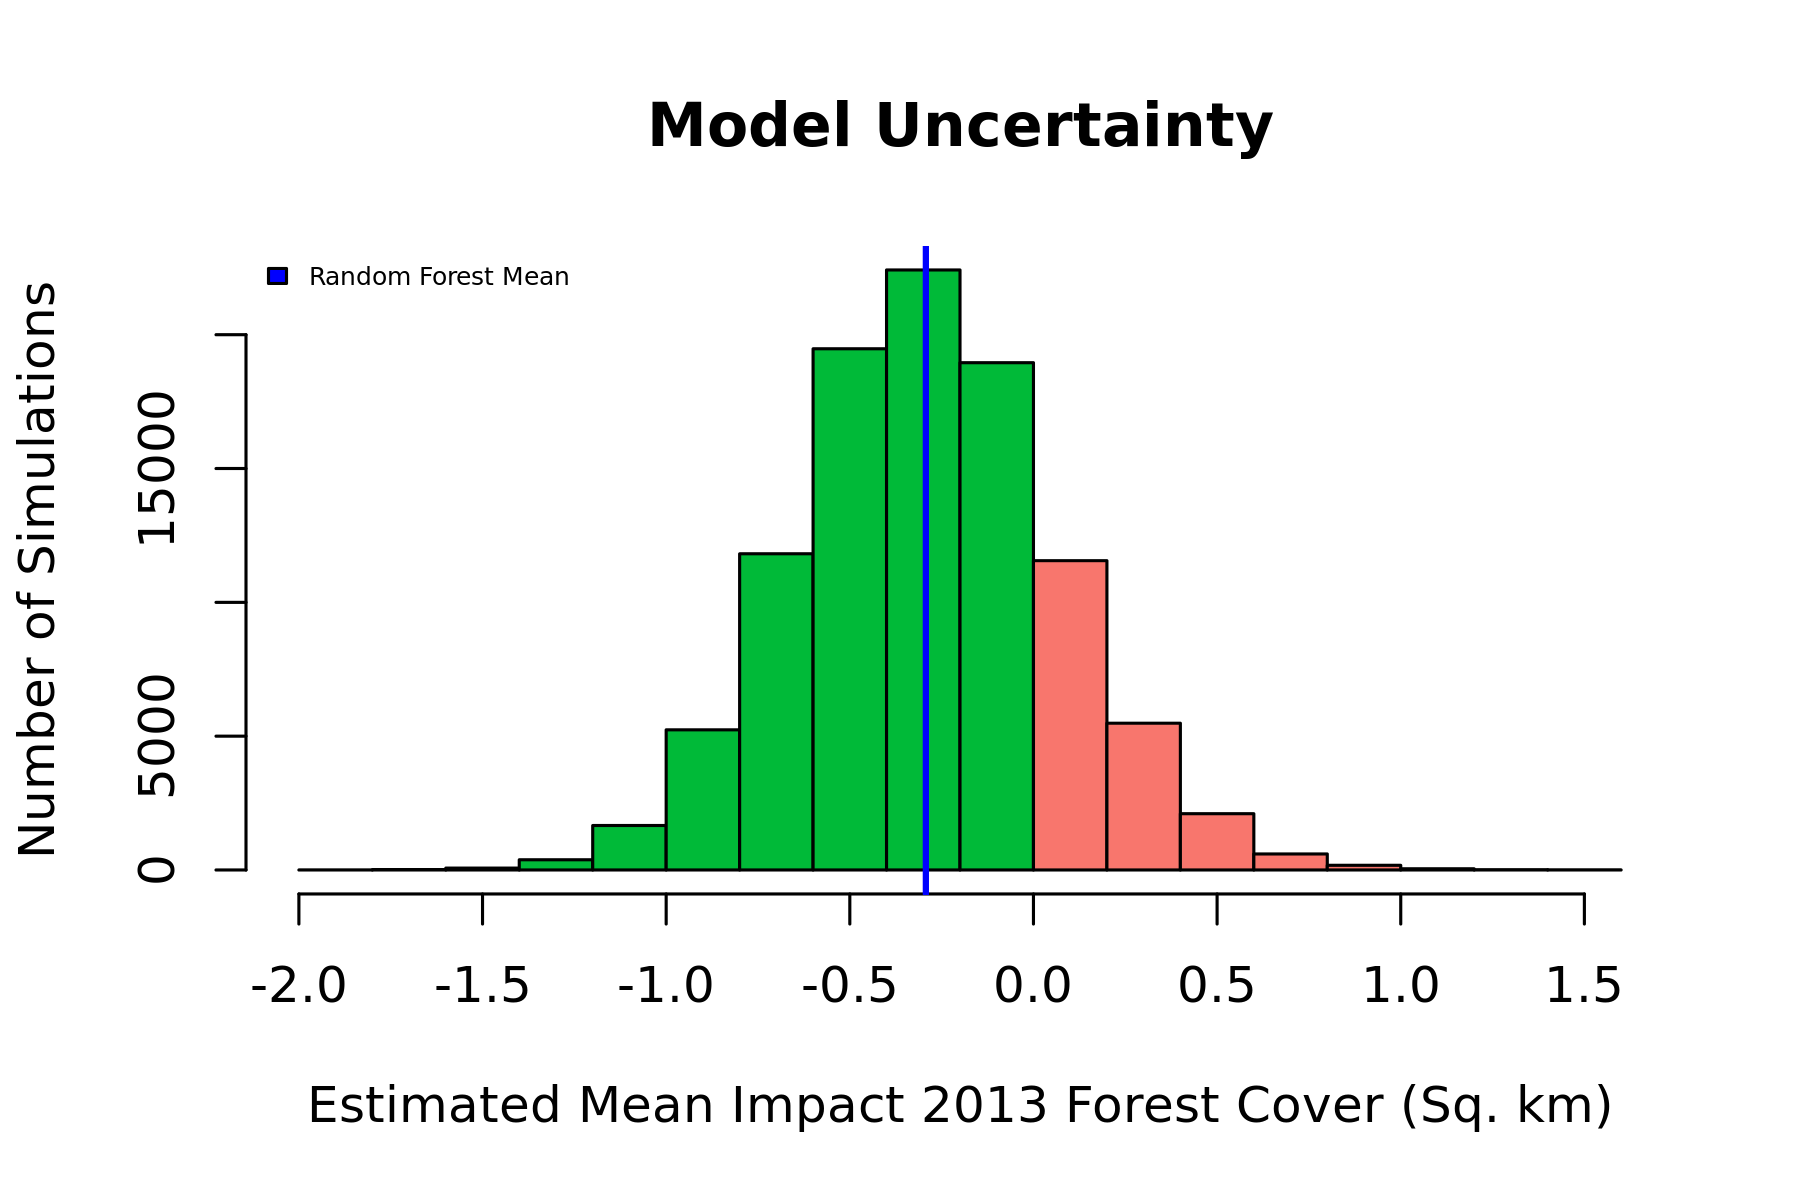 Model Uncertainty
Random Forest Mean
Number of Simulations
15000
5000
0
-2.0 -1.5 -1.0 -0.5 0.0 0.5 1.0 1.5
Estimated Mean Impact 2013 Forest Cover (Sq. km)